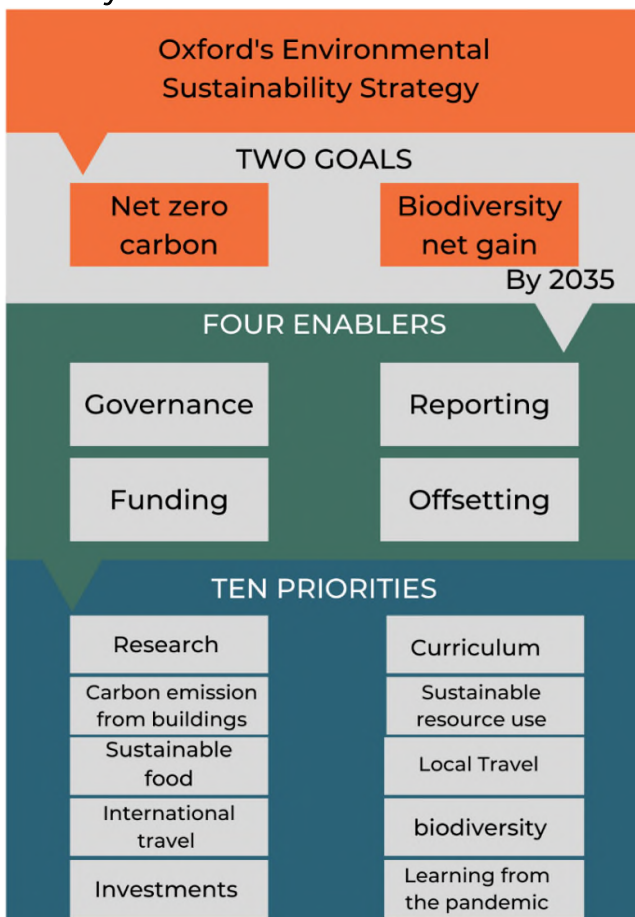 Oxford's Environmental
Sustainability Strategy
TWO GOALS
Net zero
carbon
Biodiversity
net gain
By 2035
FOUR ENABLERS
Governance
Reporting
Funding
Offsetting
TEN PRIORITIES
Research
Curriculum
Carbon emission
from buildings
Sustainable
resource use
Sustainable
food
Local Travel
International
travel
biodiversity
Investments
Learning from
the pandemic